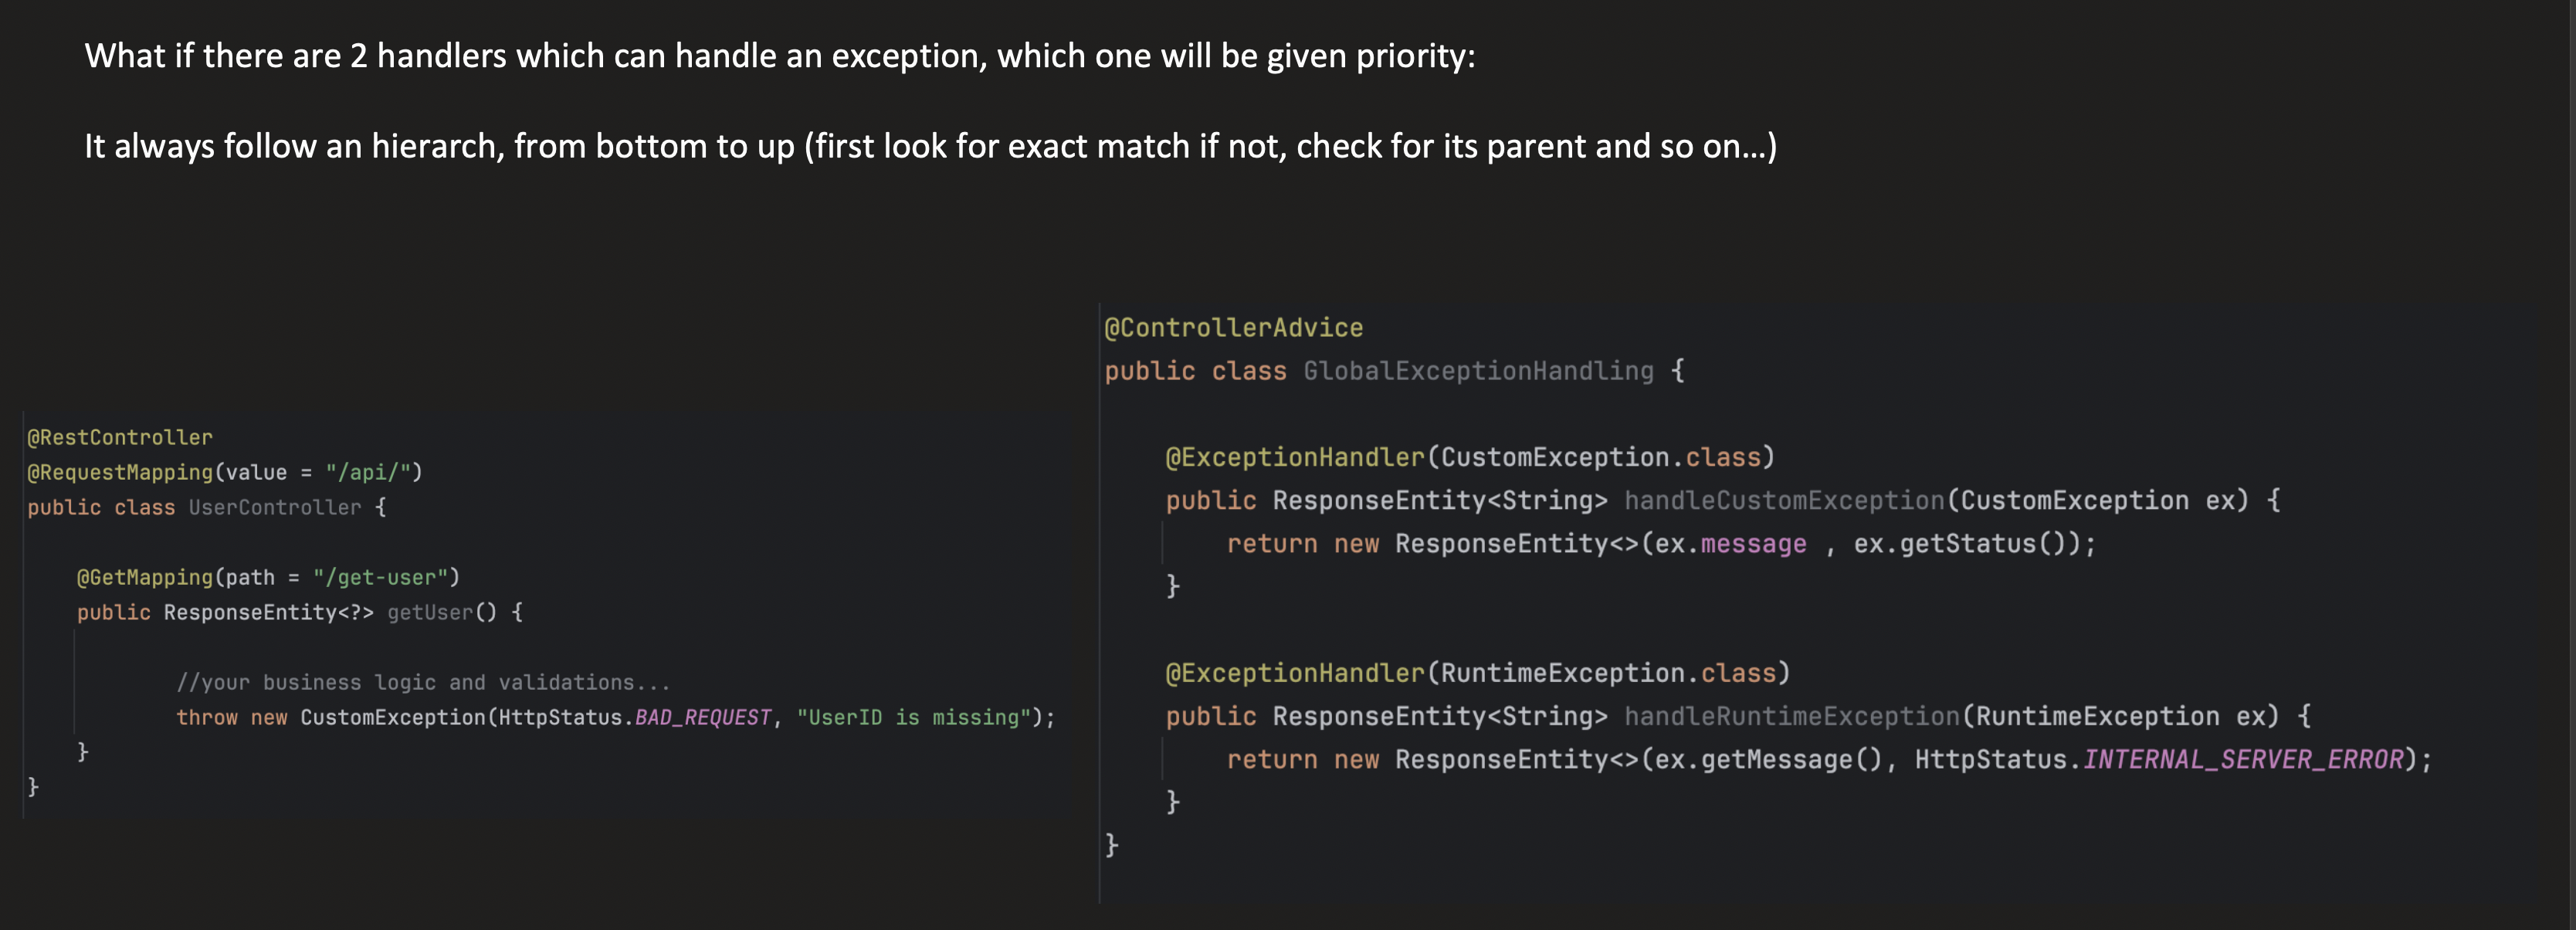 What if there are 2 handlers which can handle an exception, which one will be given priority:
It always follow an hierarch, from bottom to up (first look for exact match if not, check for its parent and so on...)
@RestController
@RequestMapping(value = "/api/")
public class UserController {
@GetMapping(path = "/get-user")
public ResponseEntity<?> getUser() {
//your business logic and validations...
throw new CustomException(HttpStatus.BAD_REQUEST, "UserID is missing");
}
}
@ControllerAdvice
public class GlobalExceptionHandling {
@ExceptionHandler(CustomException.class)
public ResponseEntity<String> handleCustomException(CustomException ex) {
return new ResponseEntity<>(ex.message , ex.getStatus());
}
@ExceptionHandler(RuntimeException.class)
public ResponseEntity<String> handleRuntimeException(RuntimeException ex) {
return new ResponseEntity<>(ex.getMessage(), HttpStatus.INTERNAL_SERVER_ERROR);
}
}